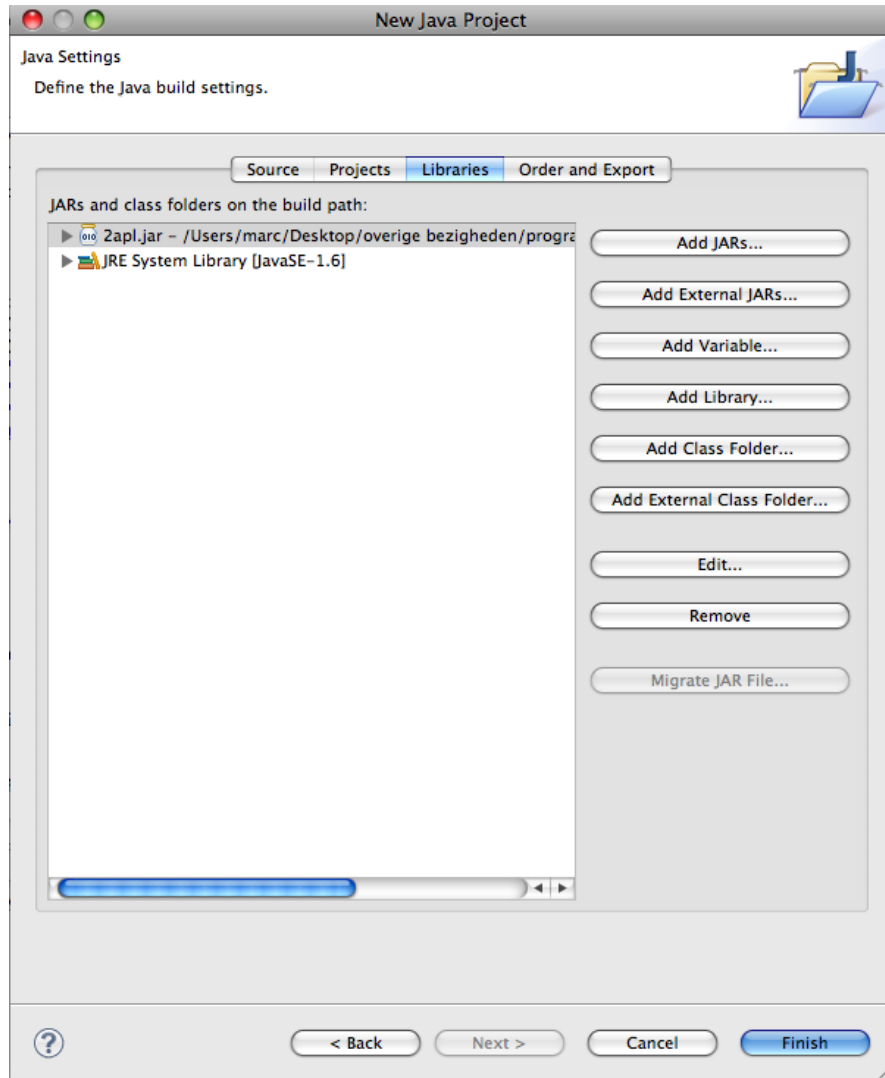 New Java Project
Java Settings
Define the Java build settings.
Source Projects Libraries Order and Export
JARs and class folders on the build path:
2apl.jar – /Users/marc/Desktop/overige bezigheden/progra
JRE System Library [JavaSE-1.6]
Add JARs...
Add External JARs...
Add Variable...
Add Library...
Add Class Folder...
Add External Class Folder...
Edit...
Remove
Migrate JAR File...
? < Back Next > Cancel Finish